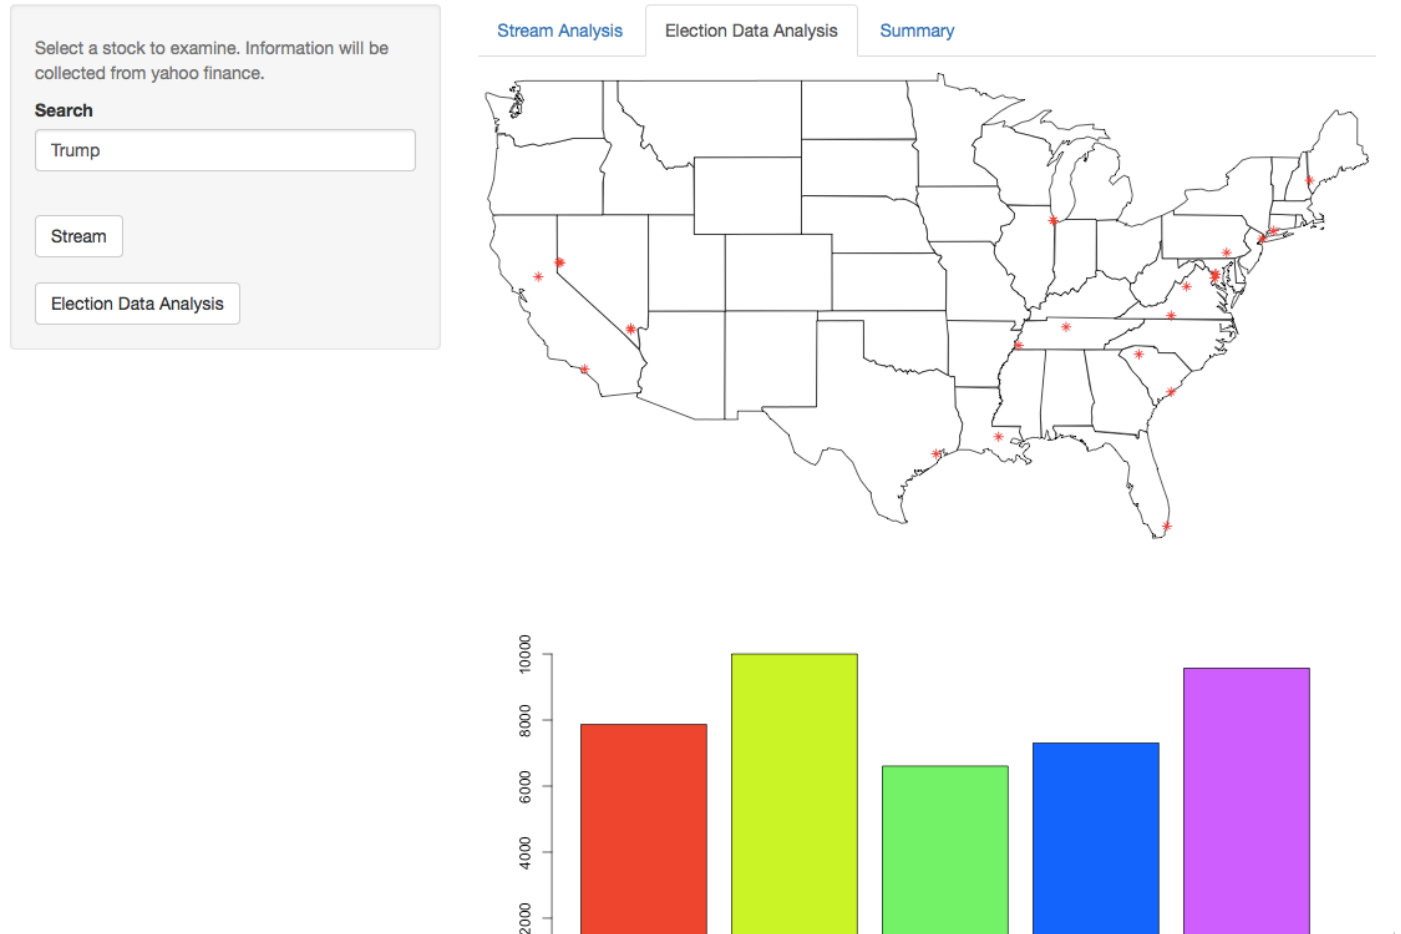 Select a stock to examine. Information will be
collected from yahoo finance.
Search
Trump
Stream
Election Data Analysis
Stream Analysis
Election Data Analysis
Summary
10000
8000
6000
4000
2000